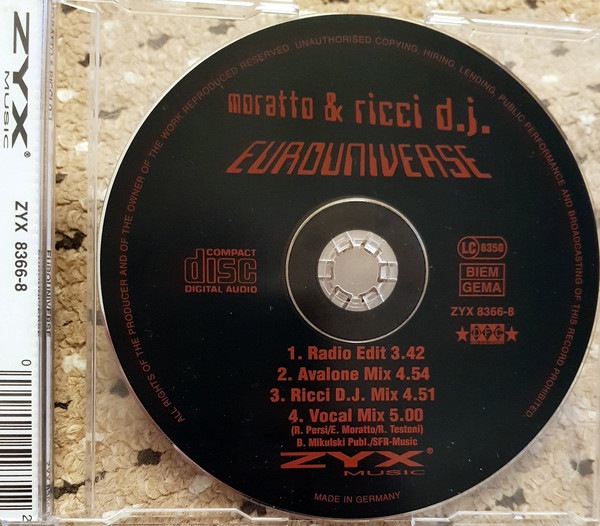 ZYX
MUSIC
®
ZYX 8366-8
EUROUNIVERSE
0
2
ALL RIGHTS OF THE PRODUCER AND OF THE OWNER OF THE WORK REPRODUCED RESERVED. UNAUTHORISED COPYING, HIRING, LENDING, PUBLIC PERFORMANCE AND BROADCASTING OF THIS RECORD PROHIBITED.
moratto & ricci d.j.
EUROUNIVERSE
COMPACT
disc
DIGITAL AUDIO
LC 6350
BIEM
GEMA
ZYX 8366-8
DFC
1. Radio Edit 3.42
2. Avalone Mix 4.54
3. Ricci D.J. Mix 4.51
4. Vocal Mix 5.00
(R. Persi/E. Moratto/R. Testoni)
B. Mikulski Publ./SFR-Music
ZYX®
MUSIC
MADE IN GERMANY